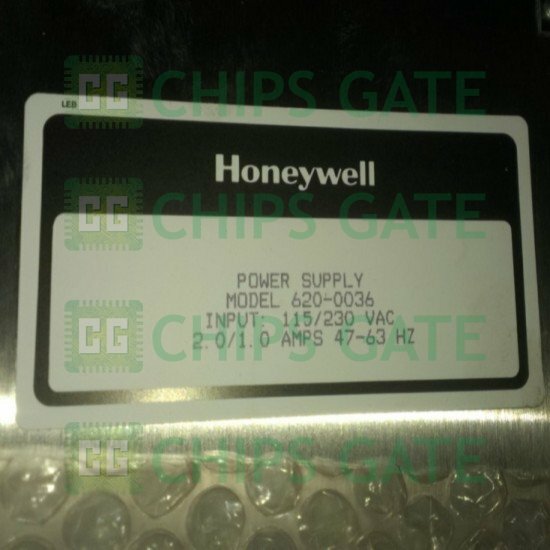 CHIPS GATE
LEB
Honeywell
CHIPS GATE
POWER SUPPLY
MODEL 620-0036
INPUT: 115/230 VAC
2.0/1.0 AMPS 47-63 HZ
CHIPS GATE
CHIPS GATE